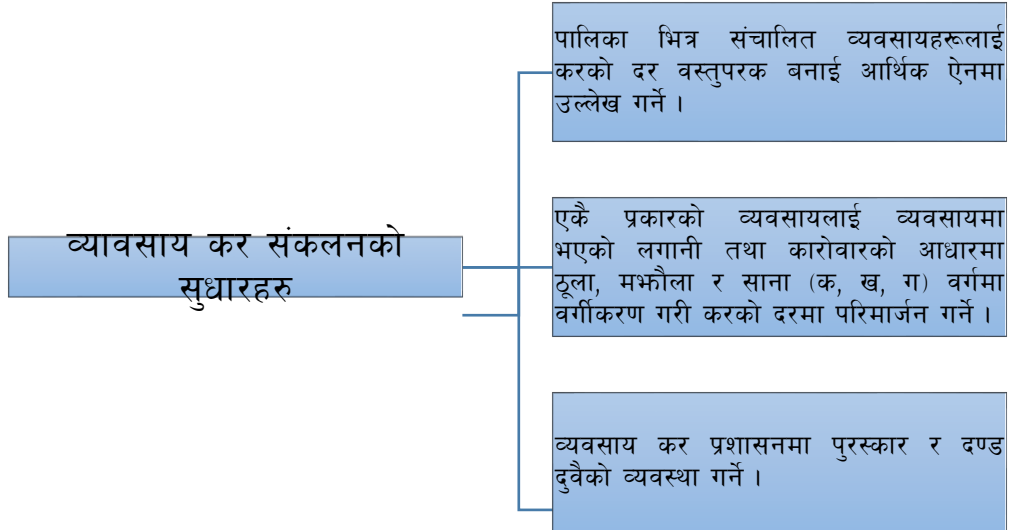 व्यावसाय कर संकलनको
सुधारहरु
पालिका भित्र संचालित व्यवसायहरूलाई
करको दर वस्तुपरक बनाई आर्थिक ऐनमा
उल्लेख गर्ने ।
एकै प्रकारको व्यवसायलाई व्यवसायमा
भएको लगानी तथा कारोवारको आधारमा
ठूला, मझौला र साना (क, ख, ग) वर्गमा
वर्गीकरण गरी करको दरमा परिमार्जन गर्ने ।
व्यवसाय कर प्रशासनमा पुरस्कार र दण्ड
दुवैको व्यवस्था गर्ने ।